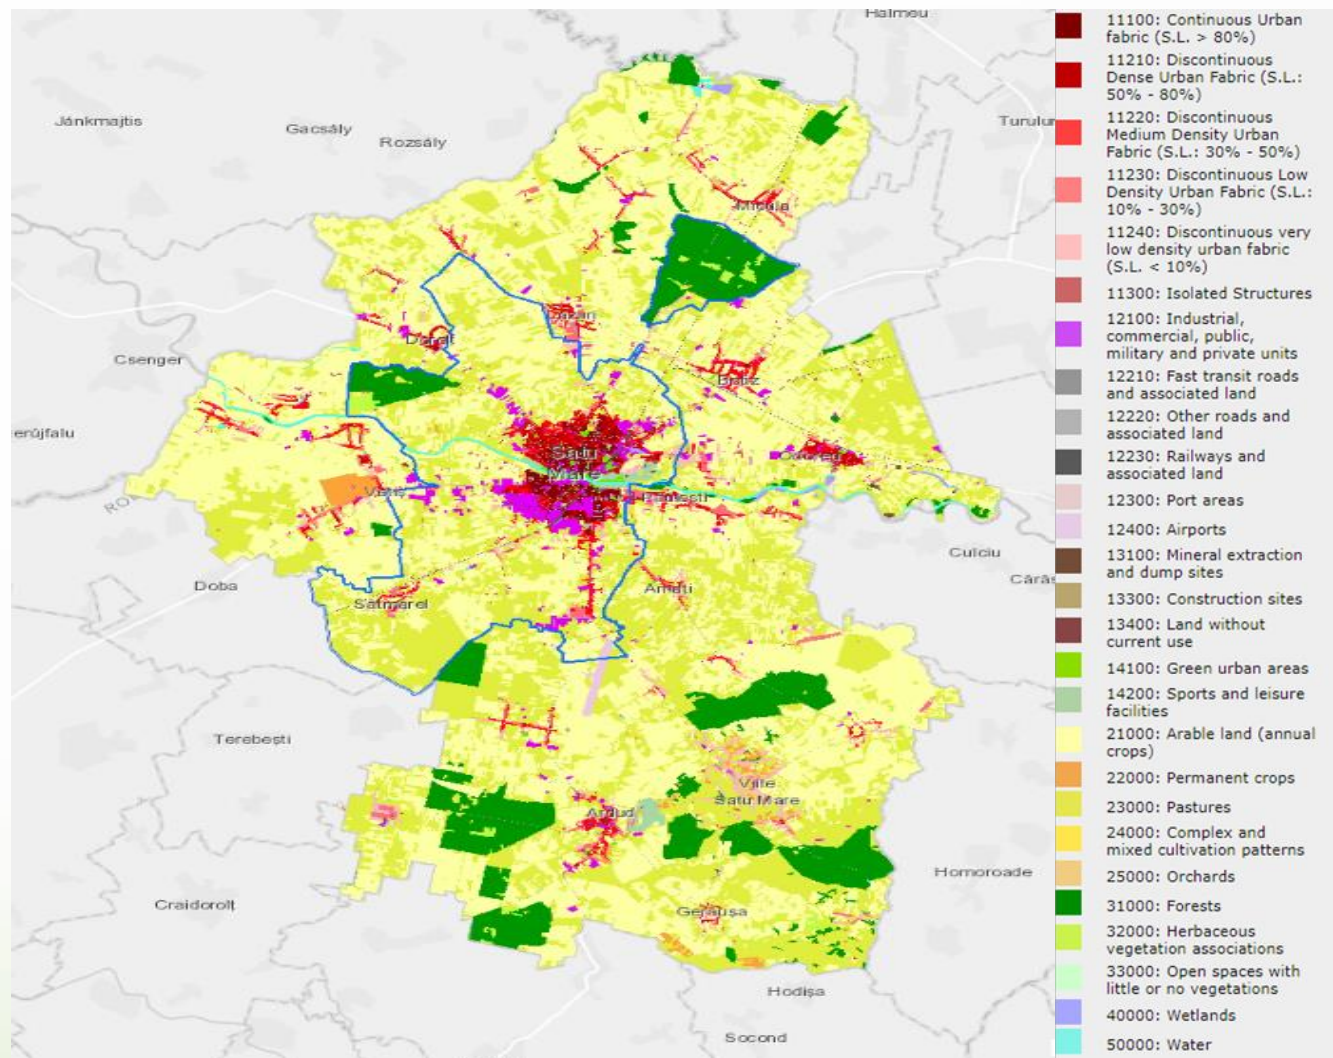 Halmeu
Jánkmajtis
Gacsály
Rozsály
Micula
Csenger
Botiz
Satu
Mare
Odoreu
RO
Culciu
Doba
Amați
Sătmărel
Terebești
Viile
Satu Mare
Ardud
Homoroade
Craidorolț
Gerăușa
Hodișa
Socond
11100: Continuous Urban
fabric (S.L. > 80%)
11210: Discontinuous
Dense Urban Fabric (S.L.:
50% - 80%)
11220: Discontinuous
Medium Density Urban
Fabric (S.L.: 30% - 50%)
11230: Discontinuous Low
Density Urban Fabric (S.L.:
10% - 30%)
11240: Discontinuous very
low density urban fabric
(S.L. < 10%)
11300: Isolated Structures
12100: Industrial,
commercial, public,
military and private units
12210: Fast transit roads
and associated land
12220: Other roads and
associated land
12230: Railways and
associated land
12300: Port areas
12400: Airports
13100: Mineral extraction
and dump sites
13300: Construction sites
13400: Land without
current use
14100: Green urban areas
14200: Sports and leisure
facilities
21000: Arable land (annual
crops)
22000: Permanent crops
23000: Pastures
24000: Complex and
mixed cultivation patterns
25000: Orchards
31000: Forests
32000: Herbaceous
vegetation associations
33000: Open spaces with
little or no vegetations
40000: Wetlands
50000: Water